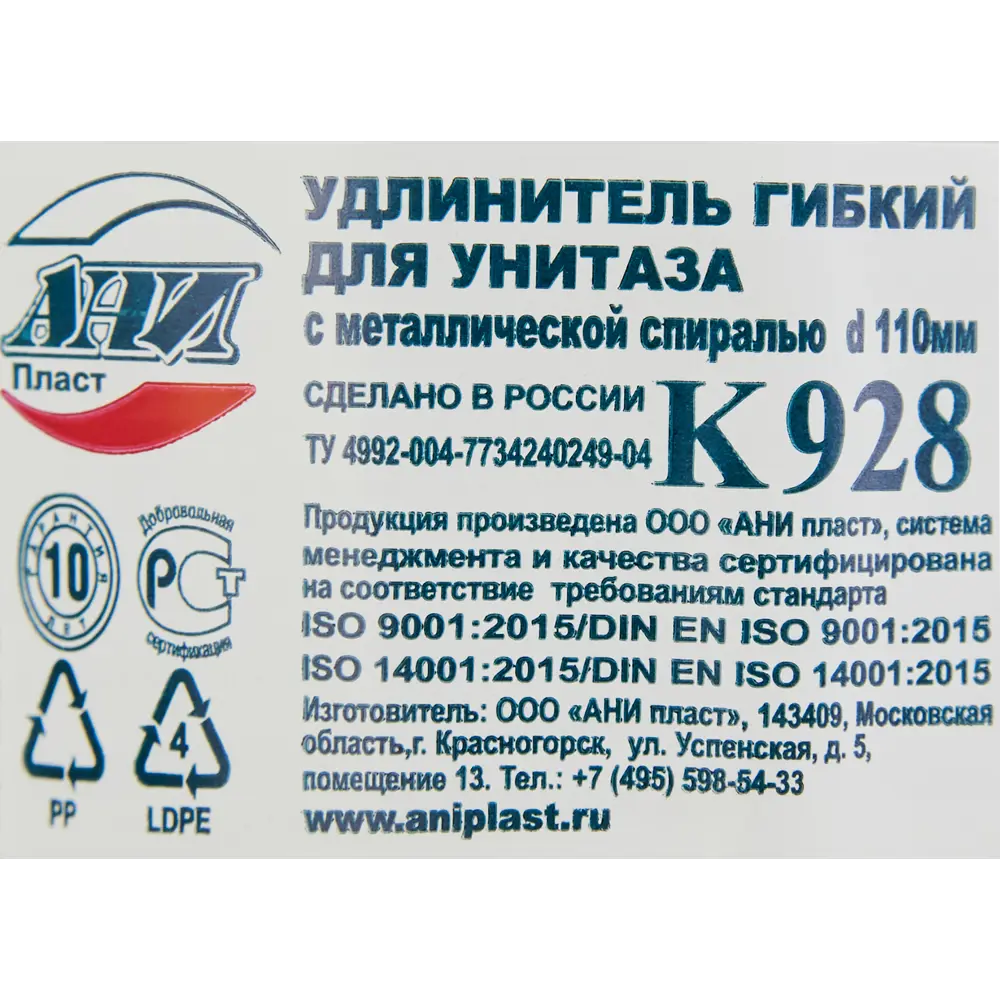 АНИ
Пласт
УДЛИНИТЕЛЬ ГИБКИЙ
ДЛЯ УНИТАЗА
с металлической спиралью d 110мм
СДЕЛАНО В РОССИИ
ТУ 4992-004-7734240249-04
К 928
ГАРАНТИЯ
10
ЛЕТ
Добровольная
РСТ
сертификация
4
PP
LDPE
Продукция произведена ООО «АНИ пласт», система
менеджмента и качества сертифицирована
на соответствие требованиям стандарта
ISO 9001:2015/DIN EN ISO 9001:2015
ISO 14001:2015/DIN EN ISO 14001:2015
Изготовитель: ООО «АНИ пласт», 143409, Московская
область,г. Красногорск, ул. Успенская, д. 5,
помещение 13. Тел.: +7 (495) 598-54-33
www.aniplast.ru